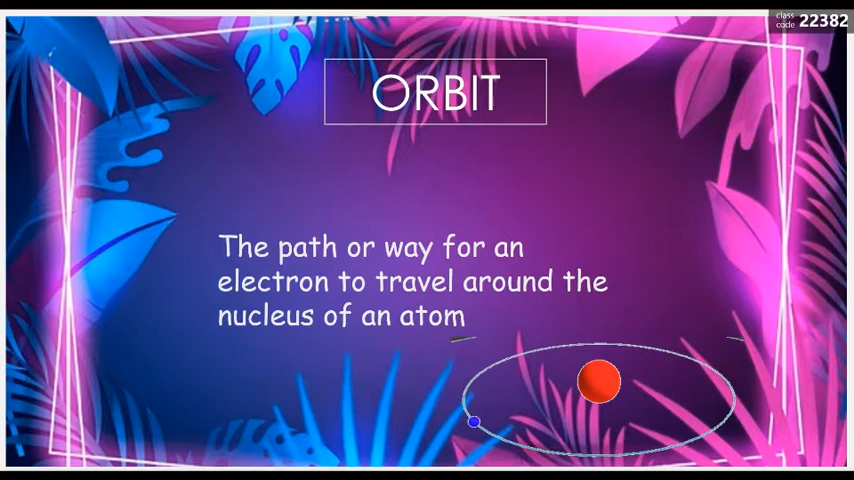 class
code 22382
ORBIT
The path or way for an
electron to travel around the
nucleus of an atom